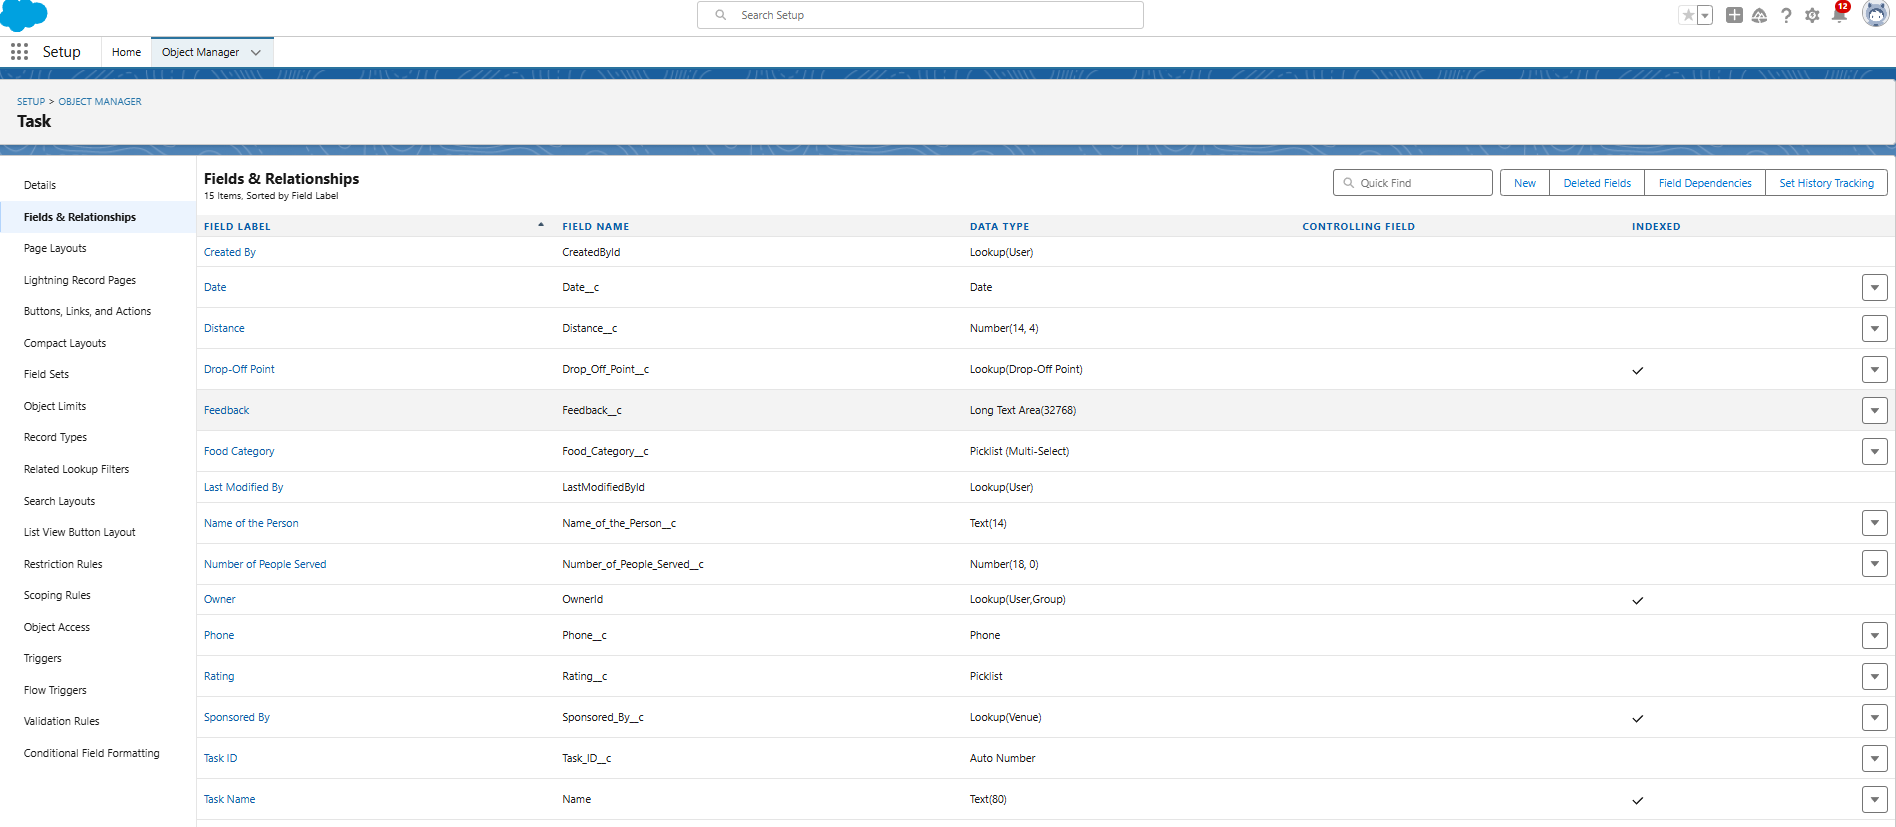 Search Setup
12
Setup
Home
Object Manager
SETUP > OBJECT MANAGER
Task
Details
Fields & Relationships
Page Layouts
Lightning Record Pages
Buttons, Links, and Actions
Compact Layouts
Field Sets
Object Limits
Record Types
Related Lookup Filters
Search Layouts
List View Button Layout
Restriction Rules
Scoping Rules
Object Access
Triggers
Flow Triggers
Validation Rules
Conditional Field Formatting
Fields & Relationships
15 Items, Sorted by Field Label
Quick Find
New
Deleted Fields
Field Dependencies
Set History Tracking
FIELD LABEL FIELD NAME DATA TYPE CONTROLLING FIELD INDEXED
Created By CreatedById Lookup(User)
Date Date__c Date
Distance Distance__c Number(14, 4)
Drop-Off Point Drop_Off_Point__c Lookup(Drop-Off Point)
Feedback Feedback__c Long Text Area(32768)
Food Category Food_Category__c Picklist (Multi-Select)
Last Modified By LastModifiedById Lookup(User)
Name of the Person Name_of_the_Person__c Text(14)
Number of People Served Number_of_People_Served__c Number(18, 0)
Owner OwnerId Lookup(User,Group)
Phone Phone__c Phone
Rating Rating__c Picklist
Sponsored By Sponsored_By__c Lookup(Venue)
Task ID Task_ID__c Auto Number
Task Name Name Text(80)